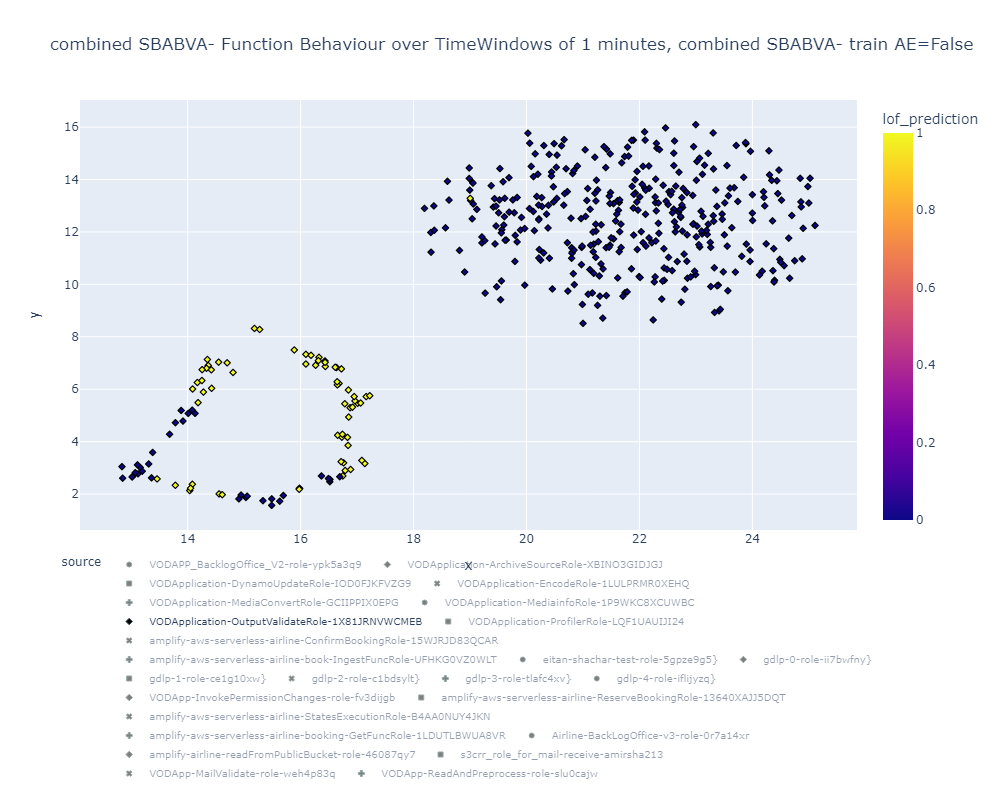 combined SBABVA- Function Behaviour over TimeWindows of 1 minutes, combined SBABVA- train AE=False
lof_prediction
1
0.8
0.6
0.4
0.2
0
y
16
14
12
10
8
6
4
2
14 16 18 20 22 24
x
source
VODAPP_BacklogOffice_V2-role-ypk5a3q9 VODApplication-ArchiveSourceRole-XBINO3GIDJGJ
VODApplication-DynamoUpdateRole-IOD0FJKFVZG9 VODApplication-EncodeRole-1LULPRMR0XEHQ
VODApplication-MediaConvertRole-GCIIPPIX0EPG VODApplication-MediainfoRole-1P9WKC8XCUWBC
VODApplication-OutputValidateRole-1X81JRNVWCMEB VODApplication-ProfilerRole-LQF1UAUIJI24
amplify-aws-serverless-airline-ConfirmBookingRole-15WJRJD83QCAR
amplify-aws-serverless-airline-book-IngestFuncRole-UFHKG0VZ0WLT eitan-shachar-test-role-5gpze9g5} gdlp-0-role-ii7bwfny}
gdlp-1-role-ce1g10xw} gdlp-2-role-c1bdsylt} gdlp-3-role-tlafc4xv} gdlp-4-role-iflijyzq}
VODApp-InvokePermissionChanges-role-fv3dijgb amplify-aws-serverless-airline-ReserveBookingRole-13640XAJJ5DQT
amplify-aws-serverless-airline-StatesExecutionRole-B4AA0NUY4JKN
amplify-aws-serverless-airline-booking-GetFuncRole-1LDUTLBWUA8VR Airline-BackLogOffice-v3-role-0r7a14xr
amplify-airline-readFromPublicBucket-role-46087qy7 s3crr_role_for_mail-receive-amirsha213
VODApp-MailValidate-role-weh4p83q VODApp-ReadAndPreprocess-role-slu0cajw